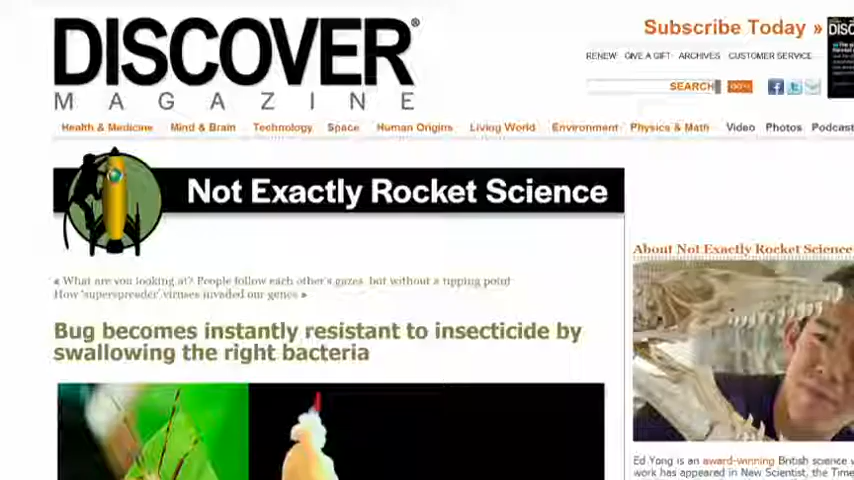 DISCOVER®
MAGAZINE
Subscribe Today »
RENEW GIVE A GIFT ARCHIVES CUSTOMER SERVICE
SEARCH
Health & Medicine Mind & Brain Technology Space Human Origins Living World Environment Physics & Math Video Photos Podcast
Not Exactly Rocket Science
« What are you looking at? People follow each other's gazes, but without a tipping point
How 'superspreader' viruses invaded our genes »
Bug becomes instantly resistant to insecticide by
swallowing the right bacteria
About Not Exactly Rocket Science
Ed Yong is an award-winning British science
work has appeared in New Scientist, the Time